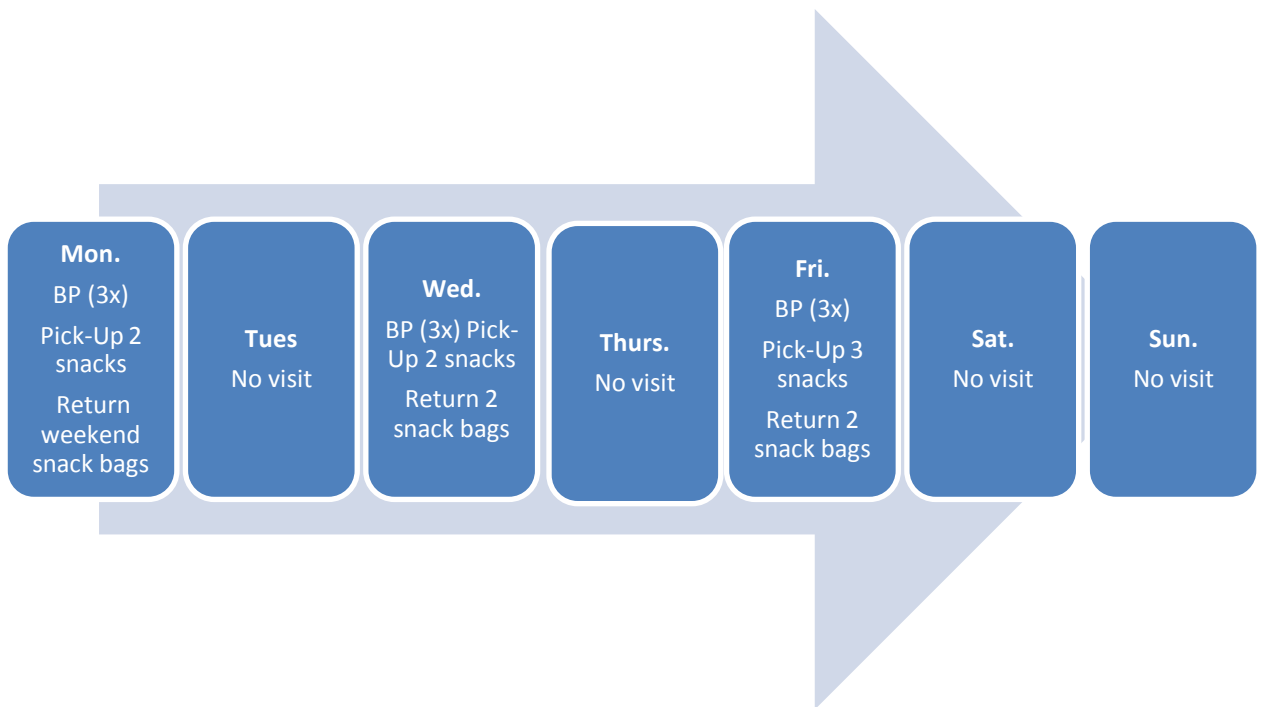 Mon.
BP (3x)
Pick-Up 2
snacks
Return
weekend
snack bags
Tues
No visit
Wed.
BP (3x) Pick-
Up 2 snacks
Return 2
snack bags
Thurs.
No visit
Fri.
BP (3x)
Pick-Up 3
snacks
Return 2
snack bags
Sat.
No visit
Sun.
No visit